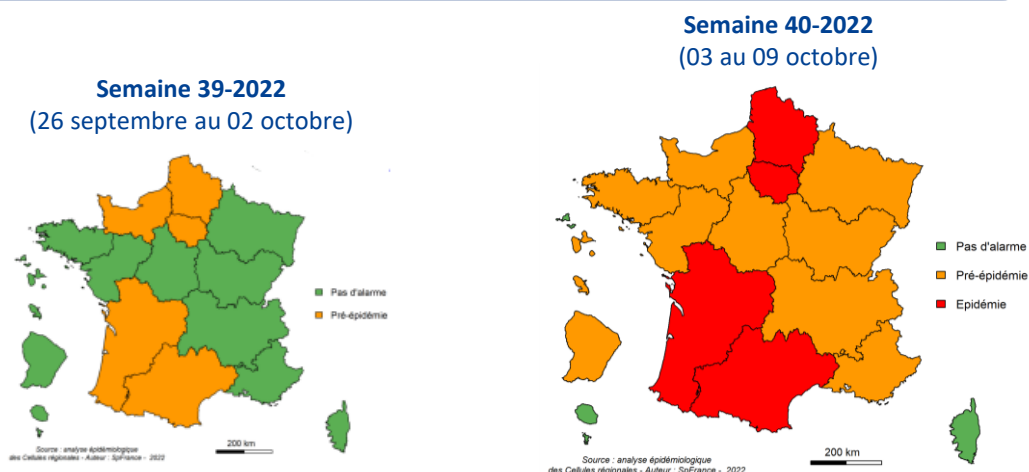 Semaine 39-2022
(26 septembre au 02 octobre)
Pas d'alarme
Pré-épidémie
200 km
Source : analyse épidémiologique
des Cellules régionales - Auteur : SpFrance - 2022
Semaine 40-2022
(03 au 09 octobre)
Pas d'alarme
Pré-épidémie
Epidémie
200 km
Source : analyse épidémiologique
des Cellules régionales - Auteur : SpFrance - 2022